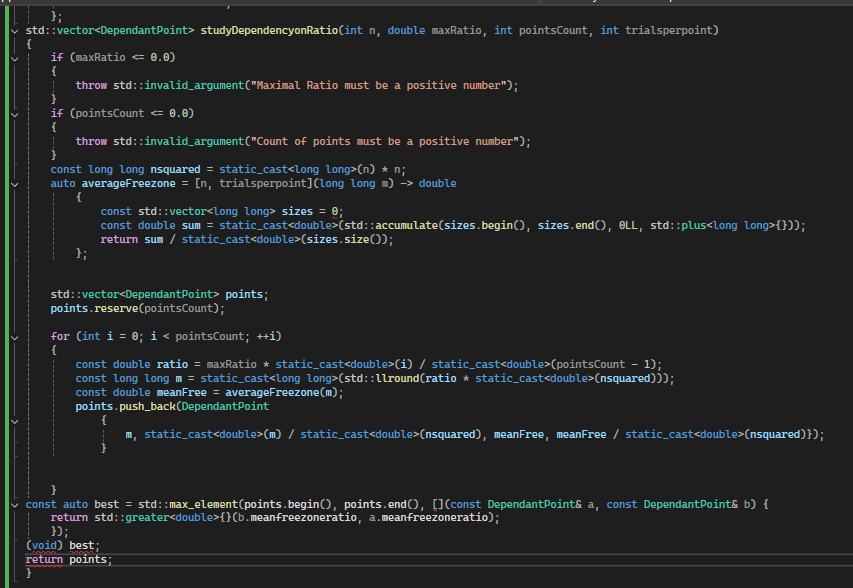 };
std::vector<DependantPoint> studyDependencyonRatio(int n, double maxRatio, int pointsCount, int trialsperpoint)
{
if (maxRatio <= 0.0)
{
throw std::invalid_argument("Maximal Ratio must be a positive number");
}
if (pointsCount <= 0.0)
{
throw std::invalid_argument("Count of points must be a positive number");
}
const long long nsquared = static_cast<long long>(n) * n;
auto averageFreezone = [n, trialsperpoint](long long m) -> double
{
const std::vector<long long> sizes = 0;
const double sum = static_cast<double>(std::accumulate(sizes.begin(), sizes.end(), 0LL, std::plus<long long>{}));
return sum / static_cast<double>(sizes.size());
};
std::vector<DependantPoint> points;
points.reserve(pointsCount);
for (int i = 0; i < pointsCount; ++i)
{
const double ratio = maxRatio * static_cast<double>(i) / static_cast<double>(pointsCount - 1);
const long long m = static_cast<long long>(std::llround(ratio * static_cast<double>(nsquared)));
const double meanFree = averageFreezone(m);
points.push_back(DependantPoint
{
m, static_cast<double>(m) / static_cast<double>(nsquared), meanFree, meanFree / static_cast<double>(nsquared)});
}
}
const auto best = std::max_element(points.begin(), points.end(), [](const DependantPoint& a, const DependantPoint& b) {
return std::greater<double>{}(b.meanfreezoneratio, a.meanfreezoneratio);
});
(void) best;
return points;
}